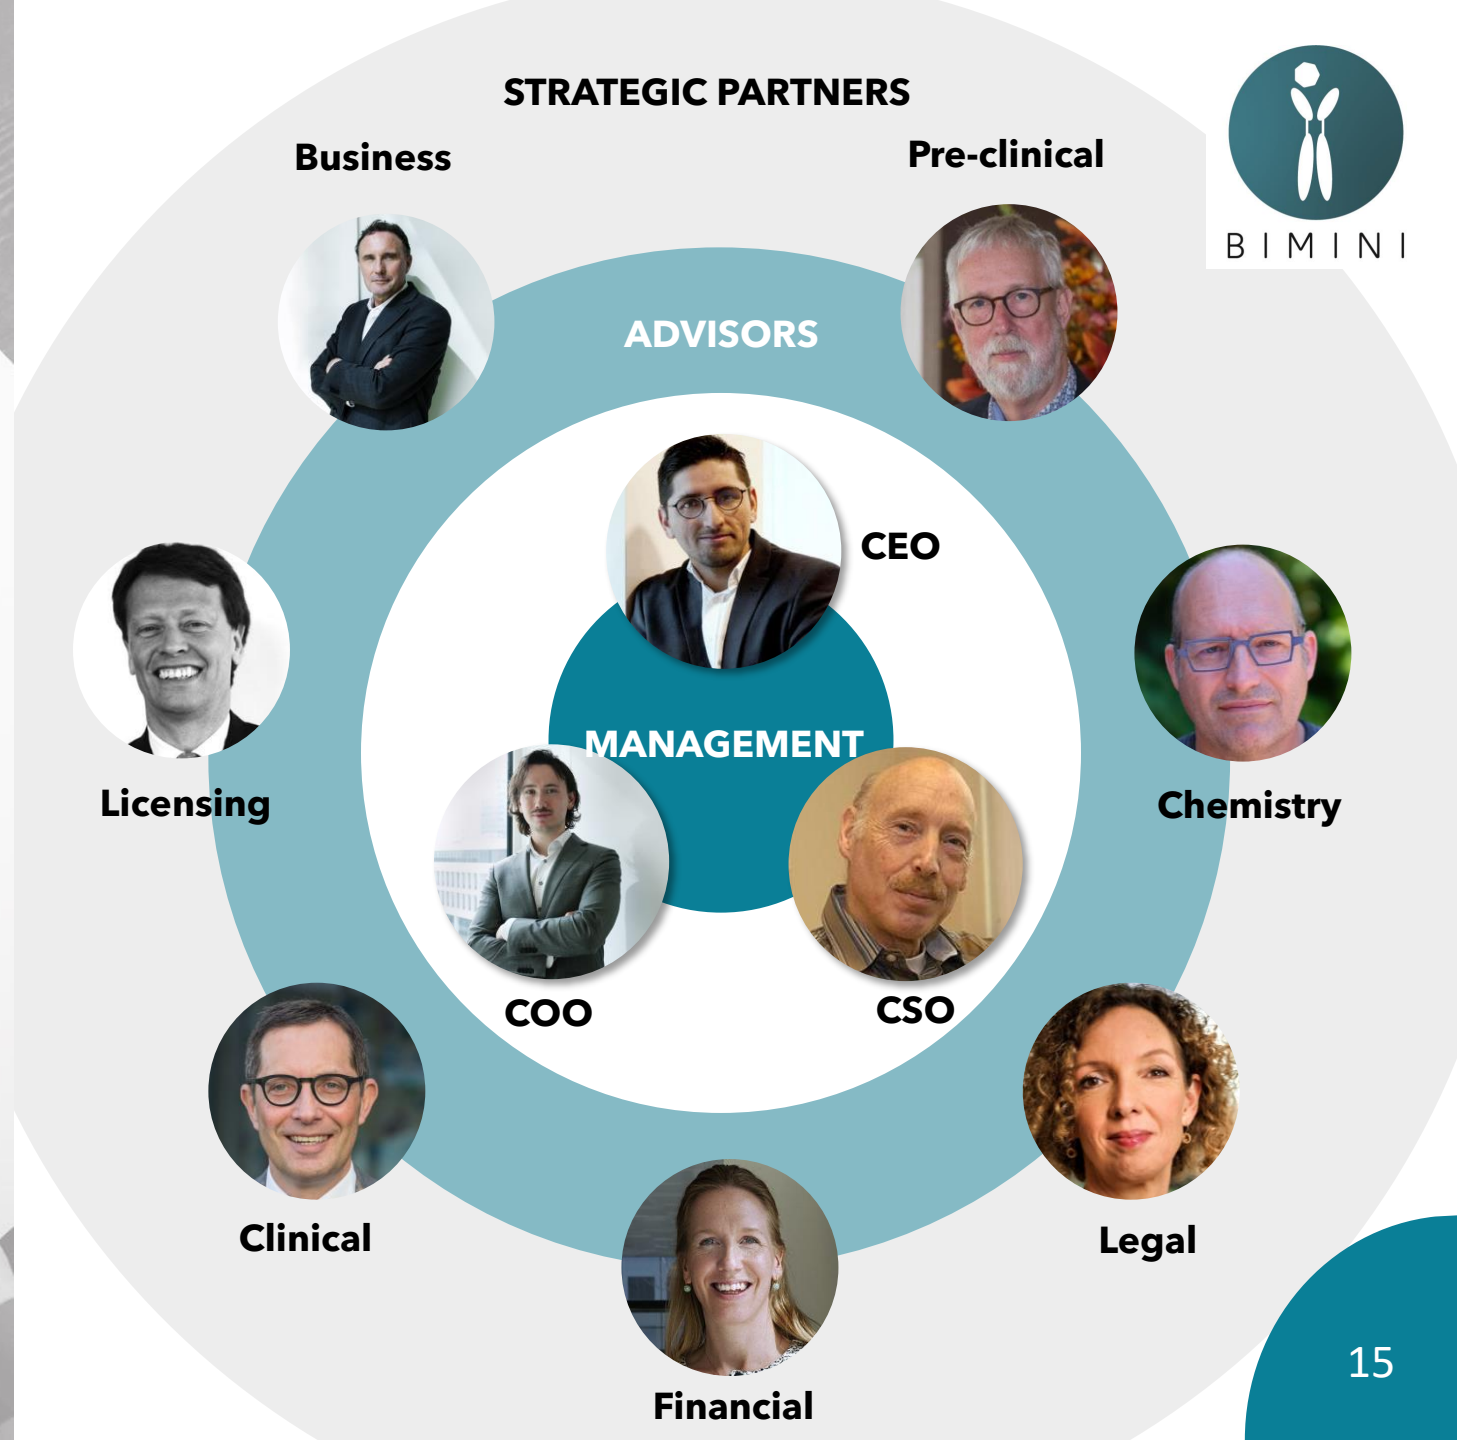 STRATEGIC PARTNERS
Business
Pre-clinical
BIMINI
ADVISORS
CEO
MANAGEMENT
Licensing
Chemistry
COO
CSO
Clinical
Legal
Financial
15